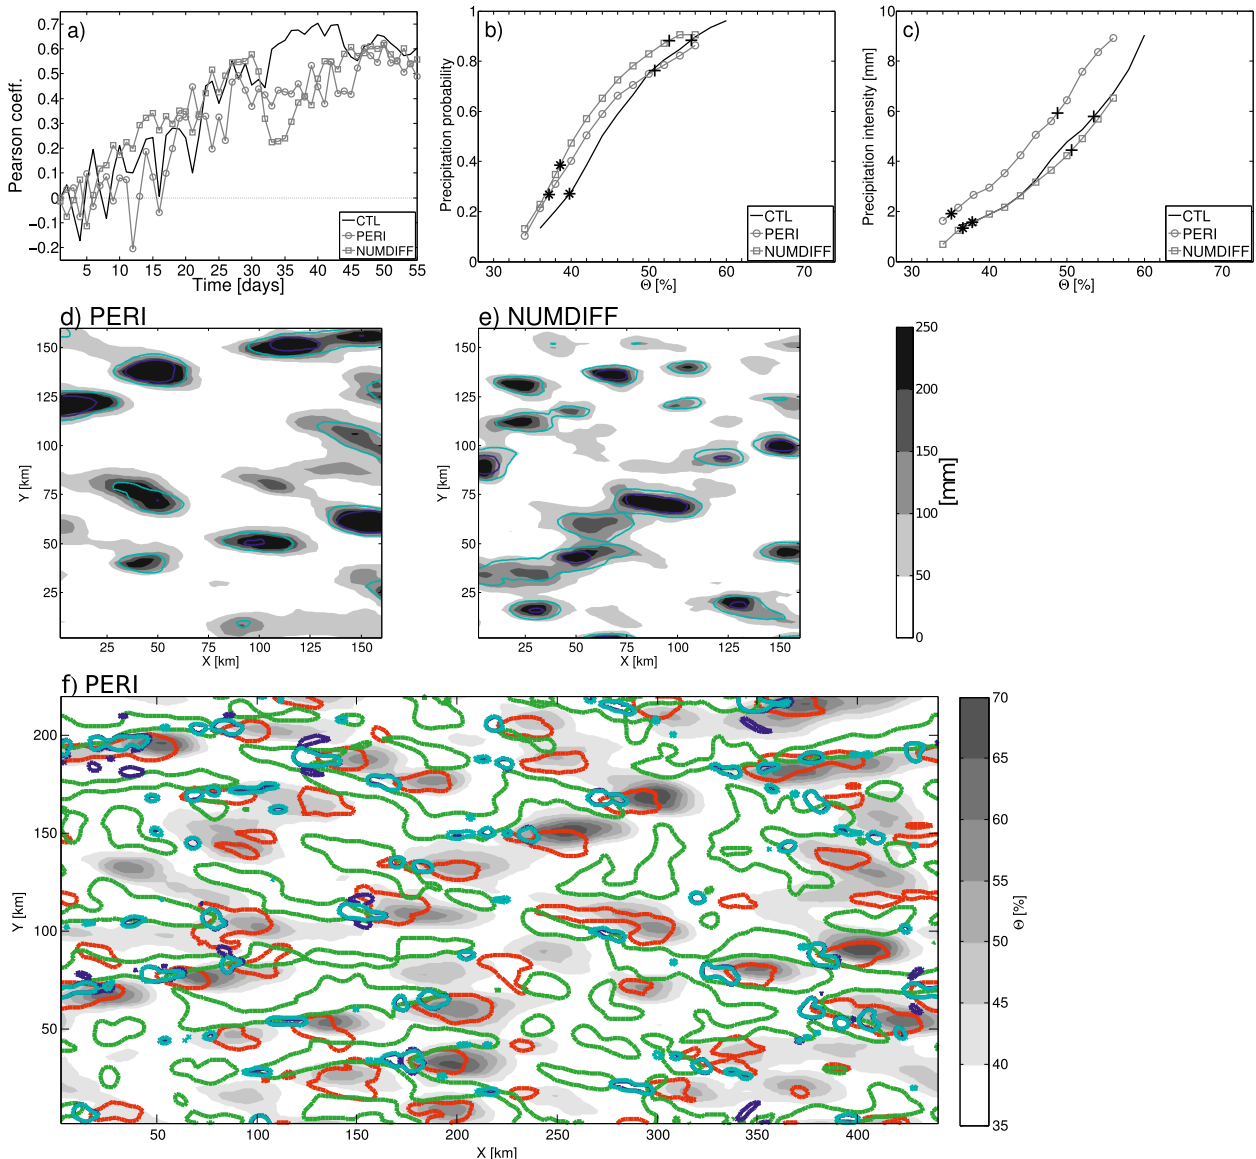 a)
Pearson coeff.
0.7
0.6
0.5
0.4
0.3
0.2
0.1
0
−0.1
−0.2
5 10 15 20 25 30 35 40 45 50 55
Time [days]
CTL
PERI
NUMDIFF
b)
Precipitation probability
1
0.8
0.6
0.4
0.2
0
30 40 50 60 70
Θ [%]
CTL
PERI
NUMDIFF
c)
Precipitation intensity [mm]
10
8
6
4
2
0
30 40 50 60 70
Θ [%]
CTL
PERI
NUMDIFF
d) PERI
Y [km]
150
125
100
75
50
25
25 50 75 100 125 150
X [km]
e) NUMDIFF
Y [km]
150
125
100
75
50
25
25 50 75 100 125 150
X [km]
250
200
150
100
50
0
[mm]
f) PERI
Y [km]
200
150
100
50
50 100 150 200 250 300 350 400
X [km]
70
65
60
55
50
45
40
35
Θ [%]